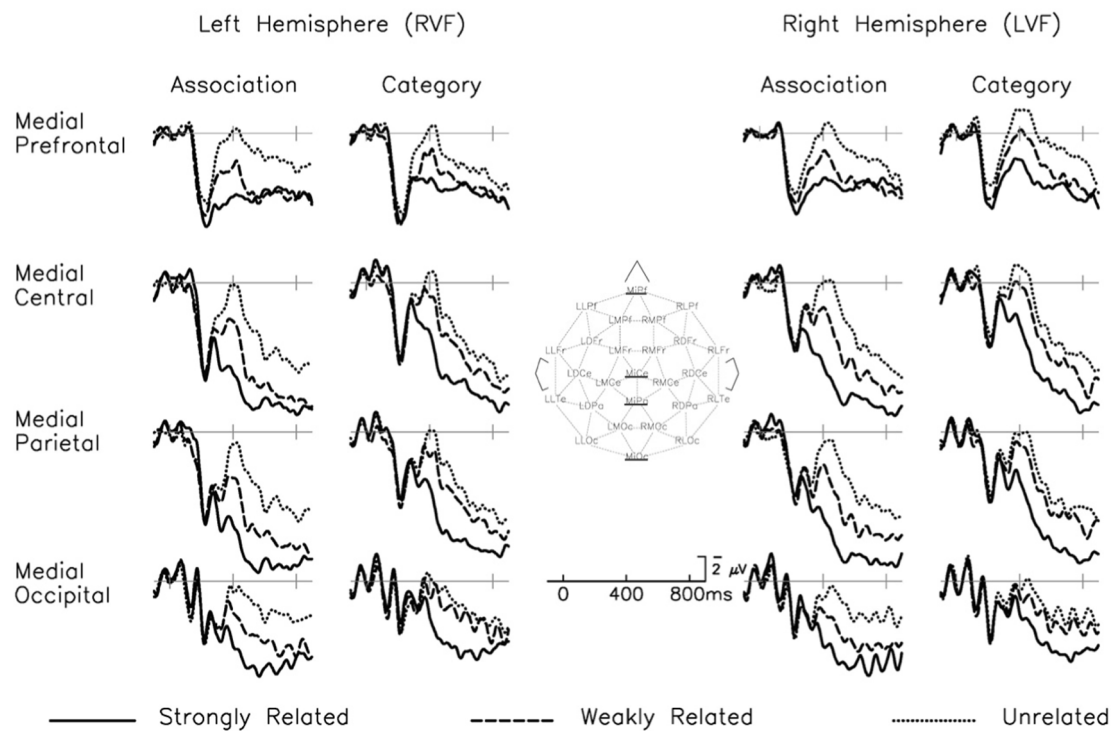 Left Hemisphere (RVF)
Right Hemisphere (LVF)
Association
Category
Association
Category
Medial
Prefrontal
Medial
Central
Medial
Parietal
Medial
Occipital
MiPf
LLPf
RLPf
LMPf
RMPf
LDFr
RDFr
LLFr
LMFr
RMFr
RLFr
LDCe
MiCe
RDCe
LMCe
RMCe
LLTe
MiPa
RLTe
LDPa
RDPa
LMOc
RMOc
LLOc
RLOc
MiOc
2 μV
0 400 800ms
Strongly Related
Weakly Related
Unrelated